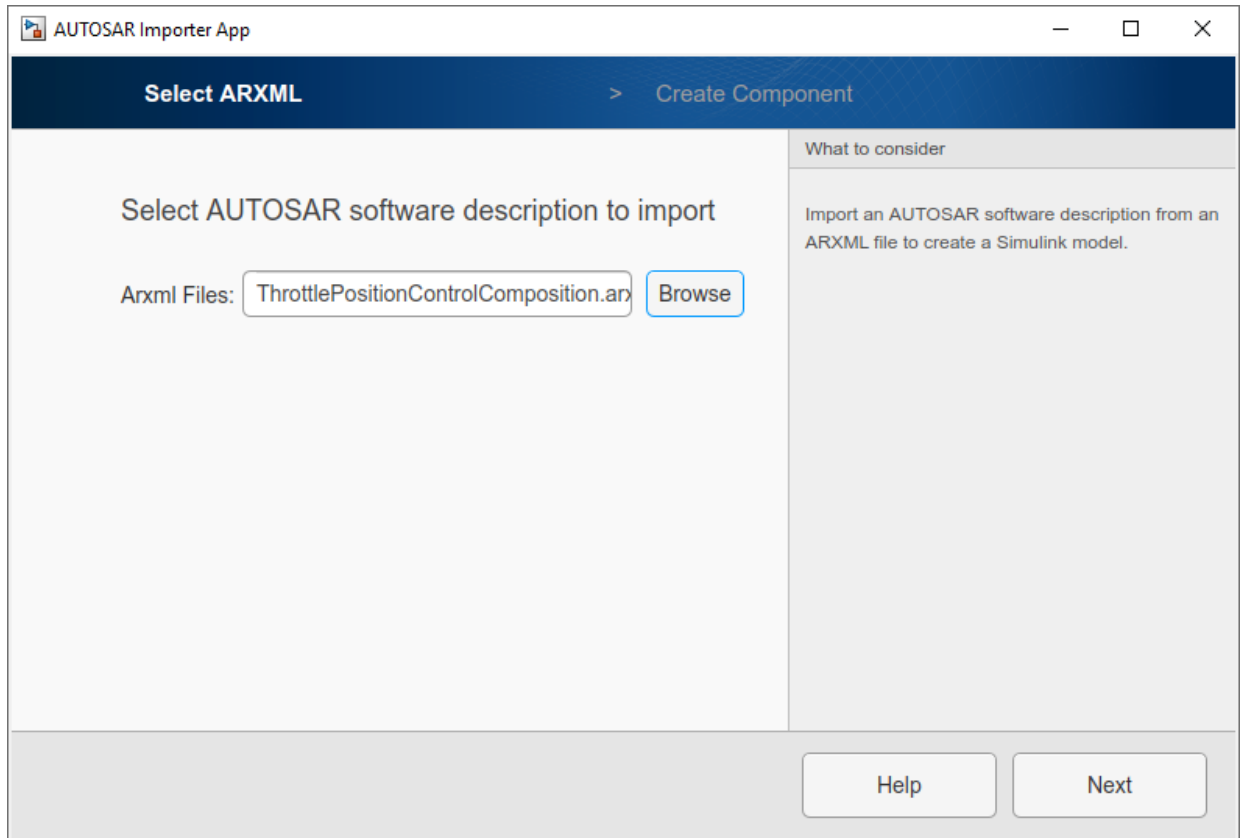 AUTOSAR Importer App
Select ARXML > Create Component
What to consider
Select AUTOSAR software description to import
Import an AUTOSAR software description from an
ARXML file to create a Simulink model.
Arxml Files: ThrottlePositionControlComposition.arx Browse
Help Next